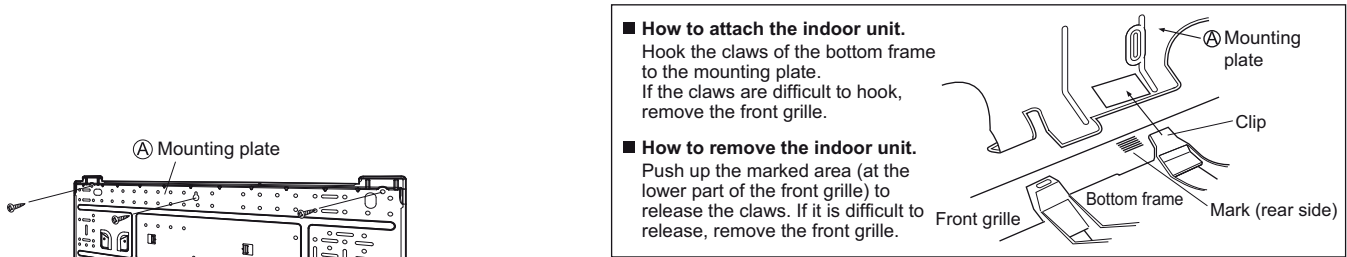 Ⓐ Mounting plate
■ How to attach the indoor unit.
Hook the claws of the bottom frame
to the mounting plate.
If the claws are difficult to hook,
remove the front grille.
■ How to remove the indoor unit.
Push up the marked area (at the
lower part of the front grille) to
release the claws. If it is difficult to
release, remove the front grille.
Ⓐ Mounting
plate
Clip
Bottom frame
Mark (rear side)
Front grille